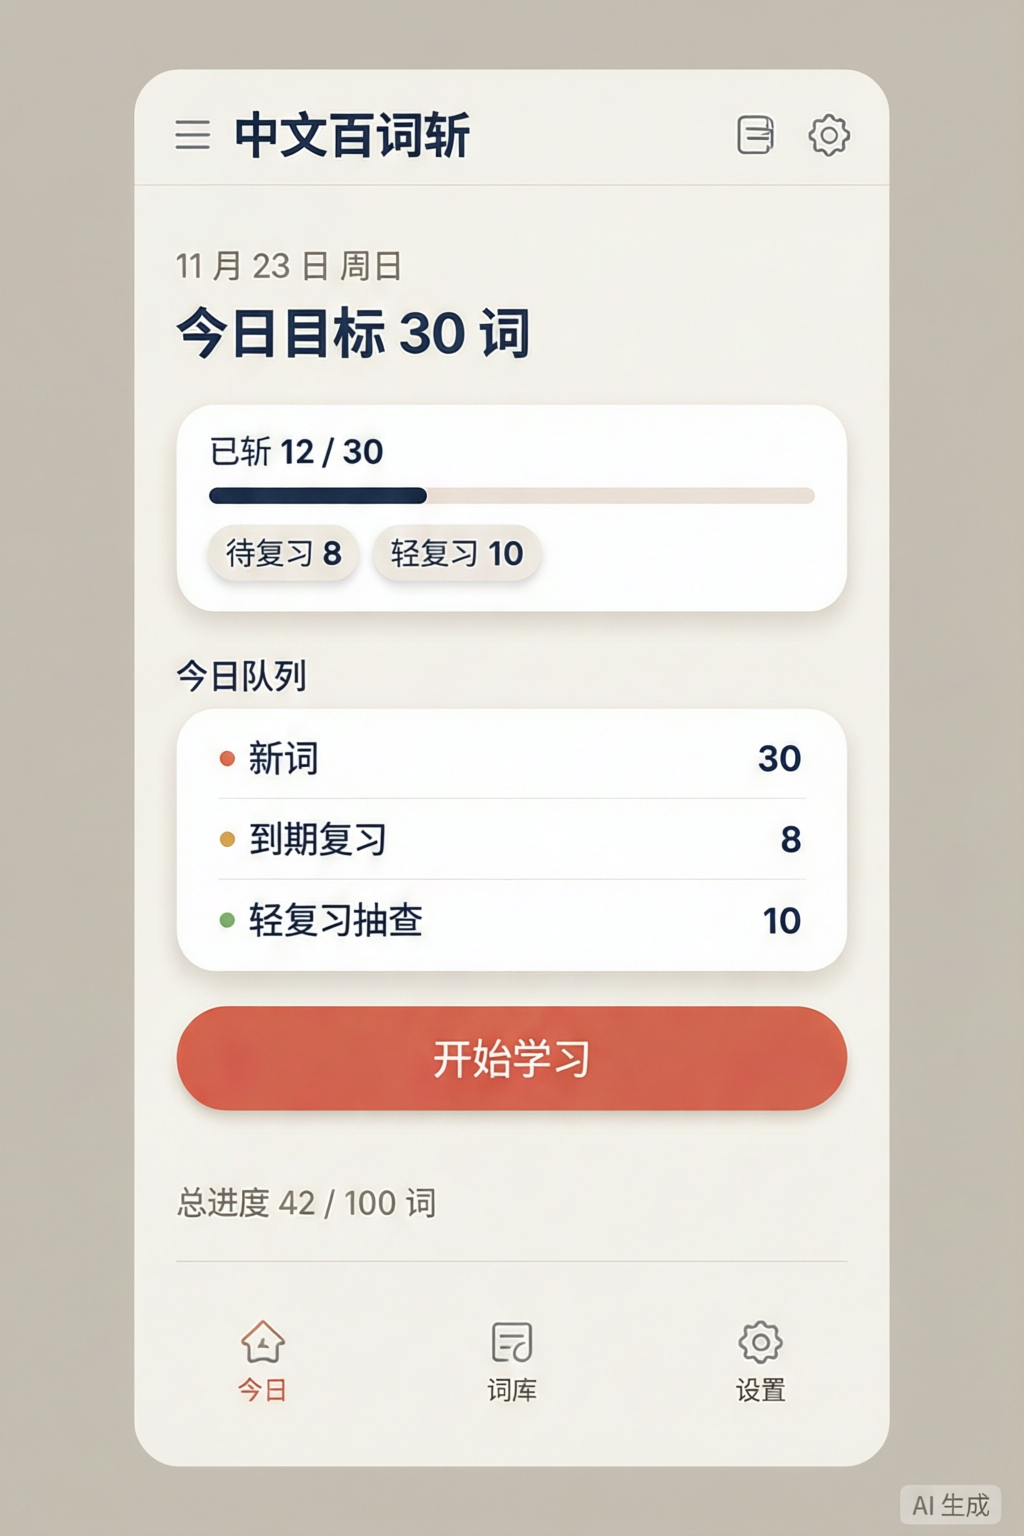 中文百词斩
11 月 23 日 周日
今日目标 30 词
已斩 12 / 30
待复习 8 轻复习 10
今日队列
新词 30
到期复习 8
轻复习抽查 10
开始学习
总进度 42 / 100 词
今日 词库 设置
AI 生成